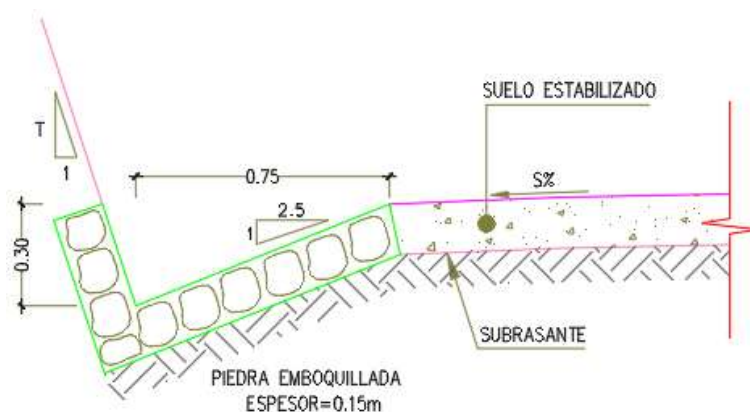 SUELO ESTABILIZADO
T
1
0.75
S%
2.5
1
0.30
SUBRASANTE
PIEDRA EMBOQUILLADA
ESPESOR=0.15m